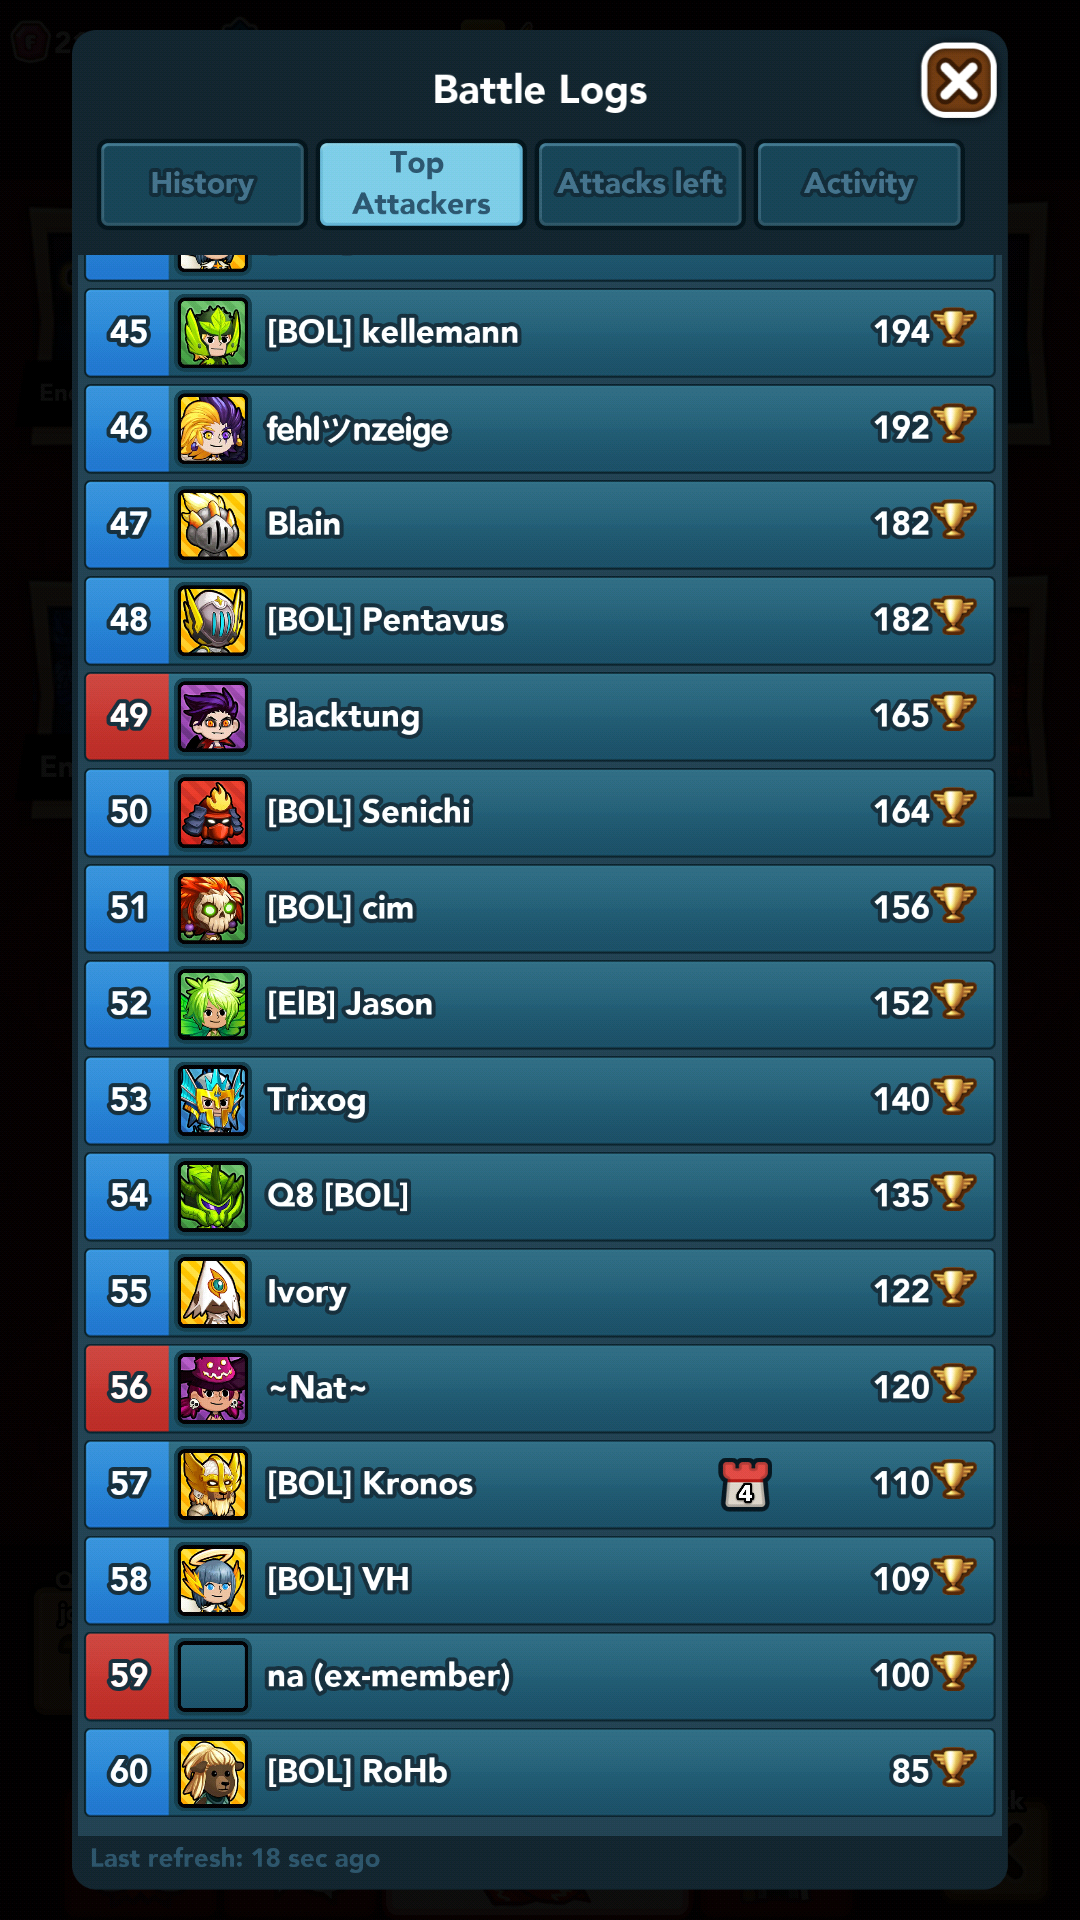 Battle Logs
History
Top
Attackers
Attacks left
Activity
45 [BOL] kellemann 194
46 fehlツnzeige 192
47 Blain 182
48 [BOL] Pentavus 182
49 Blacktung 165
50 [BOL] Senichi 164
51 [BOL] cim 156
52 [ElB] Jason 152
53 Trixog 140
54 Q8 [BOL] 135
55 Ivory 122
56 ~Nat~ 120
57 [BOL] Kronos 4 110
58 [BOL] VH 109
59 na (ex-member) 100
60 [BOL] RoHb 85
Last refresh: 18 sec ago